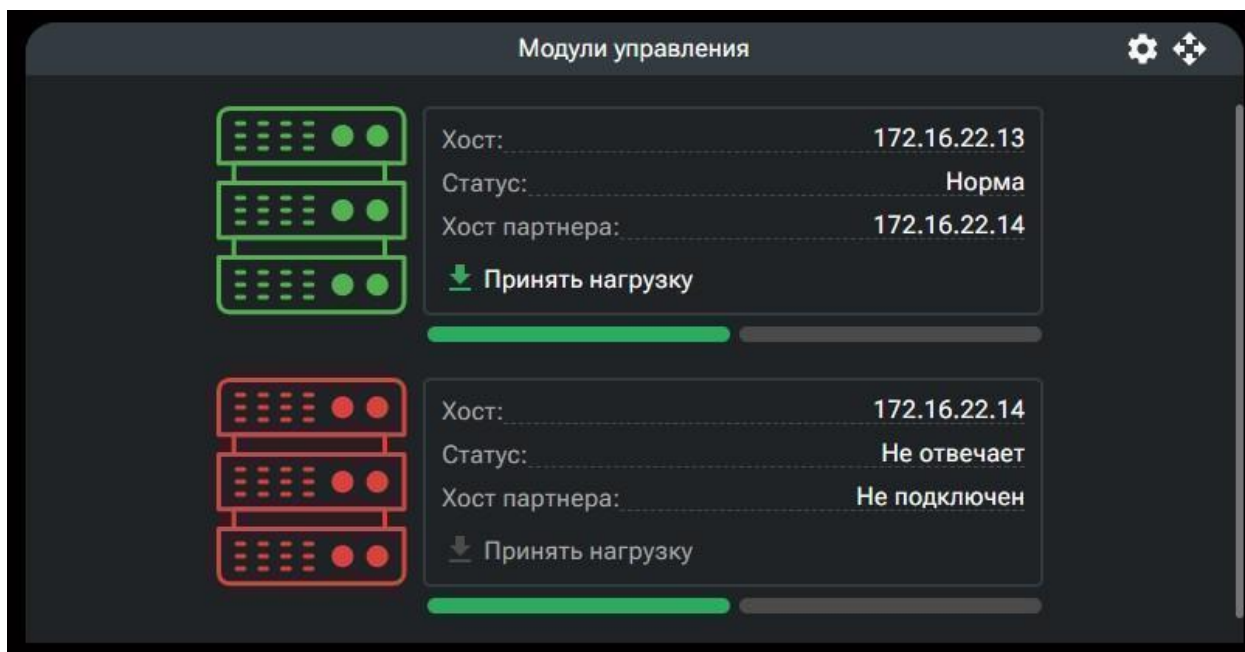 Модули управления
Хост: 172.16.22.13
Статус: Норма
Хост партнера: 172.16.22.14
Принять нагрузку
Хост: 172.16.22.14
Статус: Не отвечает
Хост партнера: Не подключен
Принять нагрузку